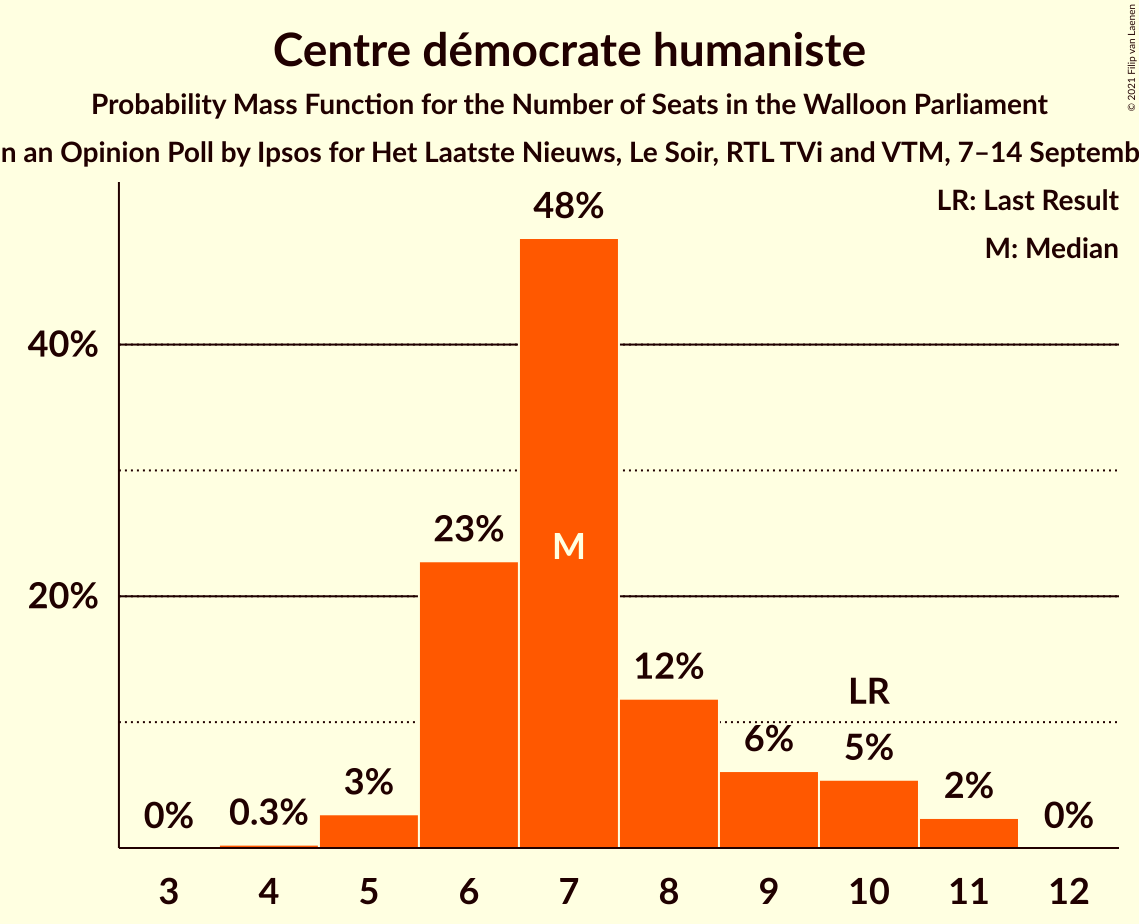 Centre démocrate humaniste
Probability Mass Function for the Number of Seats in the Walloon Parliament
n an Opinion Poll by Ipsos for Het Laatste Nieuws, Le Soir, RTL TVi and VTM, 7–14 Septemb
© 2021 Filip van Laenen
LR: Last Result
M: Median
48%
40%
23%
M
20%
12%
LR
6%
5%
3%
2%
0%
0.3%
0%
3 4 5 6 7 8 9 10 11 12